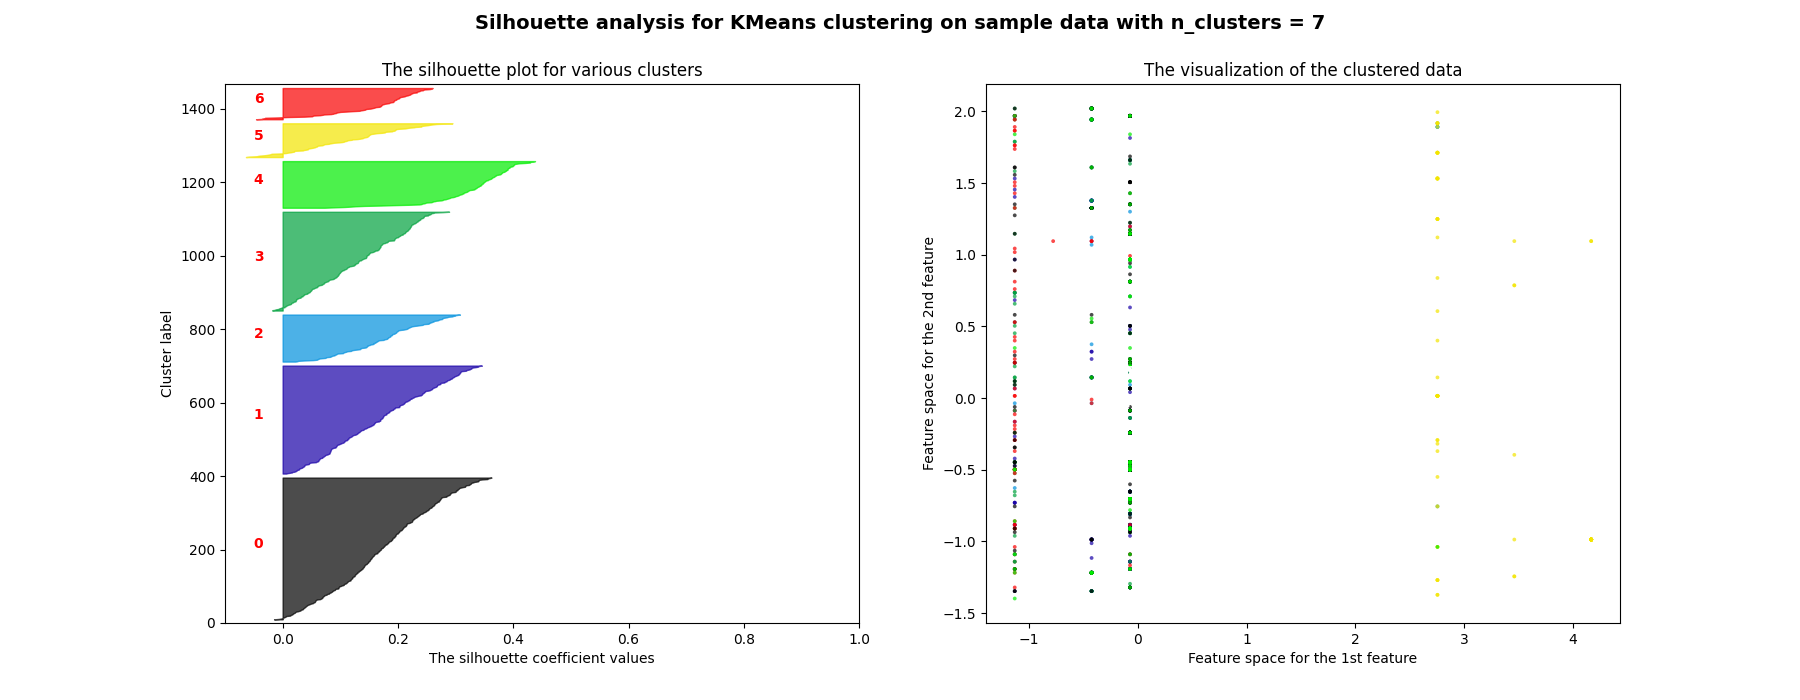 Silhouette analysis for KMeans clustering on sample data with n_clusters = 7
The silhouette plot for various clusters
Cluster label
1400
1200
1000
800
600
400
200
0
6
5
4
3
2
1
0
0.0 0.2 0.4 0.6 0.8 1.0
The silhouette coefficient values
The visualization of the clustered data
Feature space for the 2nd feature
2.0
1.5
1.0
0.5
0.0
−0.5
−1.0
−1.5
−1 0 1 2 3 4
Feature space for the 1st feature